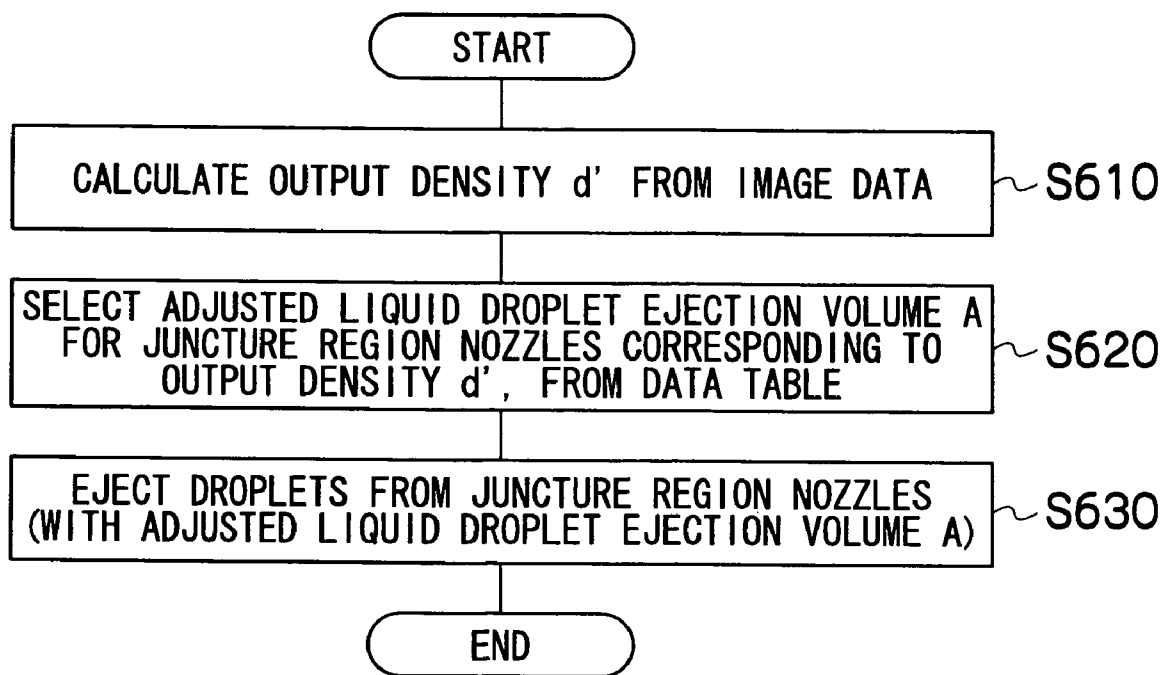 START
CALCULATE OUTPUT DENSITY d' FROM IMAGE DATA
S610
SELECT ADJUSTED LIQUID DROPLET EJECTION VOLUME A
FOR JUNCTURE REGION NOZZLES CORRESPONDING TO
OUTPUT DENSITY d', FROM DATA TABLE
S620
EJECT DROPLETS FROM JUNCTURE REGION NOZZLES
(WITH ADJUSTED LIQUID DROPLET EJECTION VOLUME A)
S630
END